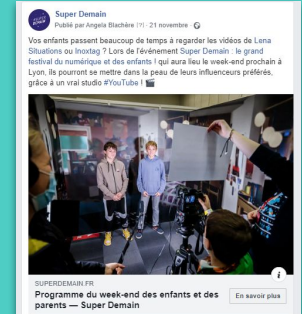 Super Demain
Publié par Angela Blachère [?] · 21 novembre ·
Vos enfants passent beaucoup de temps à regarder les vidéos de Lena
Situations ou Inoxtag ? Lors de l'événement Super Demain : le grand
festival du numérique et des enfants ! qui aura lieu le week-end prochain à
Lyon, ils pourront se mettre dans la peau de leurs influenceurs préférés,
grâce à un vrai studio #YouTube !
SUPERDEMAIN.FR
Programme du week-end des enfants et des
parents — Super Demain
En savoir plus